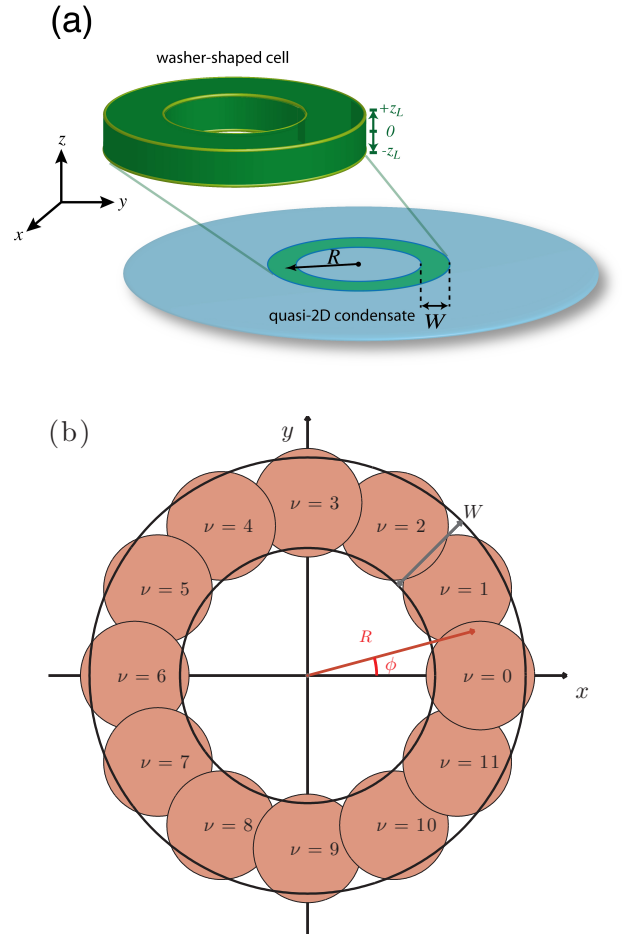 (a)
washer-shaped cell
+z_L
0
-z_L
z
y
x
R
quasi-2D condensate
W
(b)
y
ν = 3
ν = 4
ν = 2
W
ν = 5
ν = 1
R
ϕ
ν = 6
ν = 0
x
ν = 7
ν = 11
ν = 8
ν = 10
ν = 9